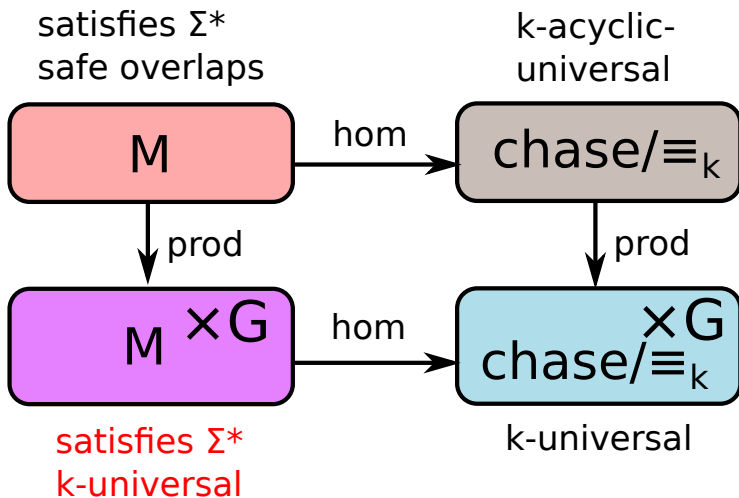 satisfies Σ*
safe overlaps
k-acyclic-
universal
M
hom
chase/≡ₖ
prod
prod
M ×G
hom
×G
chase/≡ₖ
satisfies Σ*
k-universal
k-universal